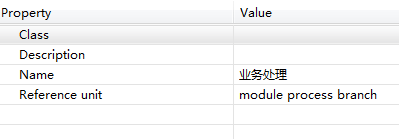 Property Value
Class
Description
Name 业务处理
Reference unit module process branch